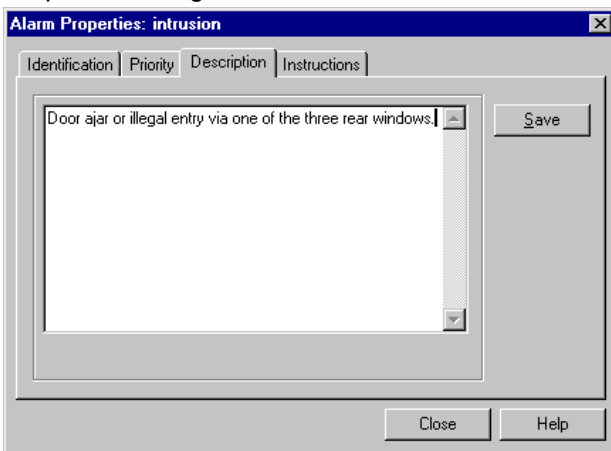 Alarm Properties: intrusion
Identification Priority Description Instructions
Door ajar or illegal entry via one of the three rear windows.
Save
Close Help